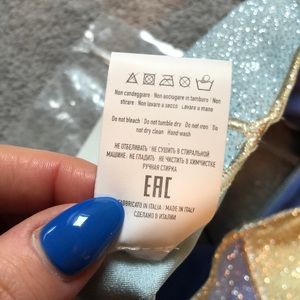 Non candeggiare · Non asciugare in tamburo · Non
stirare · Non lavare a secco · Lavare a mano
Do not bleach · Do not tumble dry · Do not iron · Do
not dry clean · Hand wash
НЕ ОТБЕЛИВАТЬ · НЕ СУШИТЬ В СТИРАЛЬНОЙ
МАШИНЕ · НЕ ГЛАДИТЬ · НЕ ЧИСТИТЬ В ХИМЧИСТКЕ
РУЧНАЯ СТИРКА
EAC
FABBRICATO IN ITALIA · MADE IN ITALY
СДЕЛАНО В ИТАЛИИ